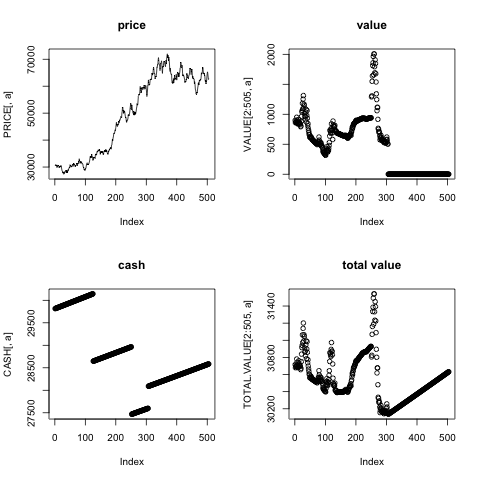 price
PRICE[, a]
30000
50000
70000
0 100 200 300 400 500
Index
value
VALUE[2:505, a]
0
500
1000
2000
0 100 200 300 400 500
Index
cash
CASH[, a]
27500
28500
29500
0 100 200 300 400 500
Index
total value
TOTAL.VALUE[2:505, a]
30200
30800
31400
0 100 200 300 400 500
Index